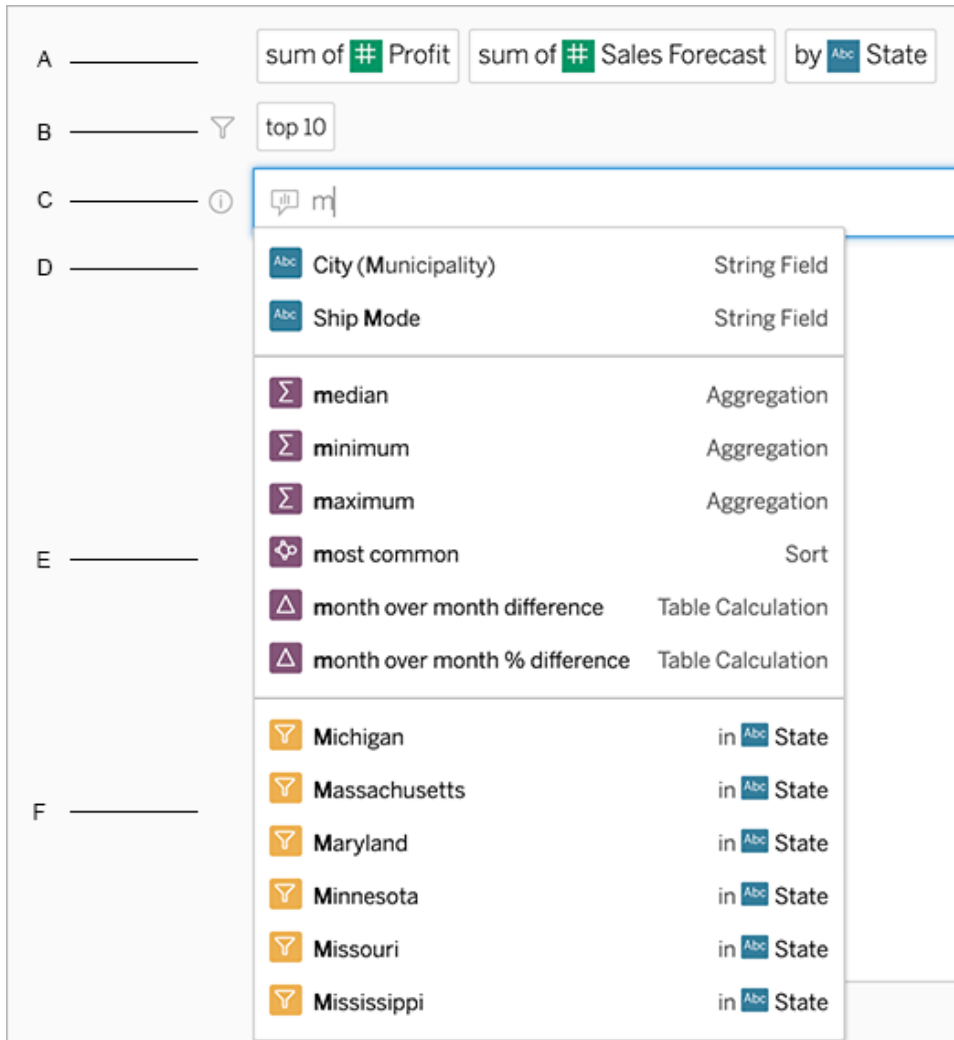 A sum of # Profit sum of # Sales Forecast by Abc State
B top 10
C m
D Abc City (Municipality) String Field
Abc Ship Mode String Field
Σ median Aggregation
Σ minimum Aggregation
Σ maximum Aggregation
E most common Sort
month over month difference Table Calculation
month over month % difference Table Calculation
Michigan in Abc State
Massachusetts in Abc State
F Maryland in Abc State
Minnesota in Abc State
Missouri in Abc State
Mississippi in Abc State